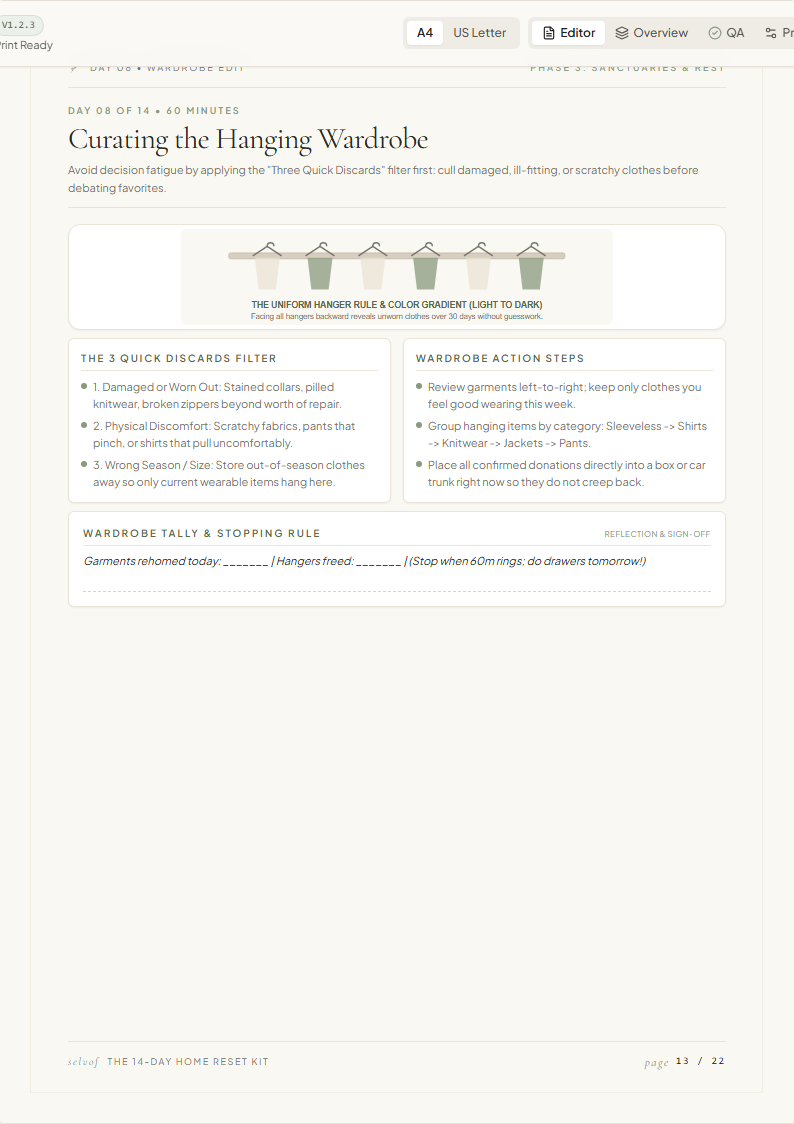 V1.2.3
Print Ready
A4
US Letter
Editor
Overview
QA
Pr
DAY 08 • WARDROBE EDIT
PHASE 3: SANCTUARIES & REST
DAY 08 OF 14 • 60 MINUTES
Curating the Hanging Wardrobe
Avoid decision fatigue by applying the "Three Quick Discards" filter first: cull damaged, ill-fitting, or scratchy clothes before
debating favorites.
THE UNIFORM HANGER RULE & COLOR GRADIENT (LIGHT TO DARK)
Facing all hangers backward reveals unworn clothes over 30 days without guesswork.
THE 3 QUICK DISCARDS FILTER
1. Damaged or Worn Out: Stained collars, pilled
knitwear, broken zippers beyond worth of repair.
2. Physical Discomfort: Scratchy fabrics, pants that
pinch, or shirts that pull uncomfortably.
3. Wrong Season / Size: Store out-of-season clothes
away so only current wearable items hang here.
WARDROBE ACTION STEPS
Review garments left-to-right; keep only clothes you
feel good wearing this week.
Group hanging items by category: Sleeveless -> Shirts
-> Knitwear -> Jackets -> Pants.
Place all confirmed donations directly into a box or car
trunk right now so they do not creep back.
WARDROBE TALLY & STOPPING RULE
REFLECTION & SIGN-OFF
Garments rehomed today: _______ | Hangers freed: _______ | (Stop when 60m rings; do drawers tomorrow!)
selvof THE 14-DAY HOME RESET KIT
page 13 / 22